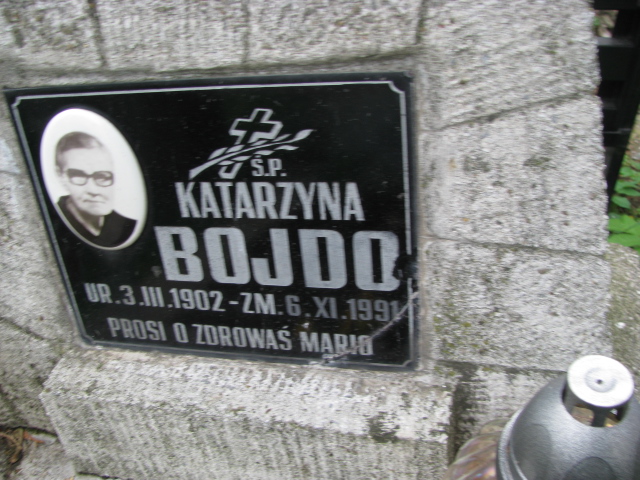 Ś.P.
KATARZYNA
BOJDO
UR. 3. III. 1902 - ZM. 6. XI. 1991
PROSI O ZDROWAŚ MARIO